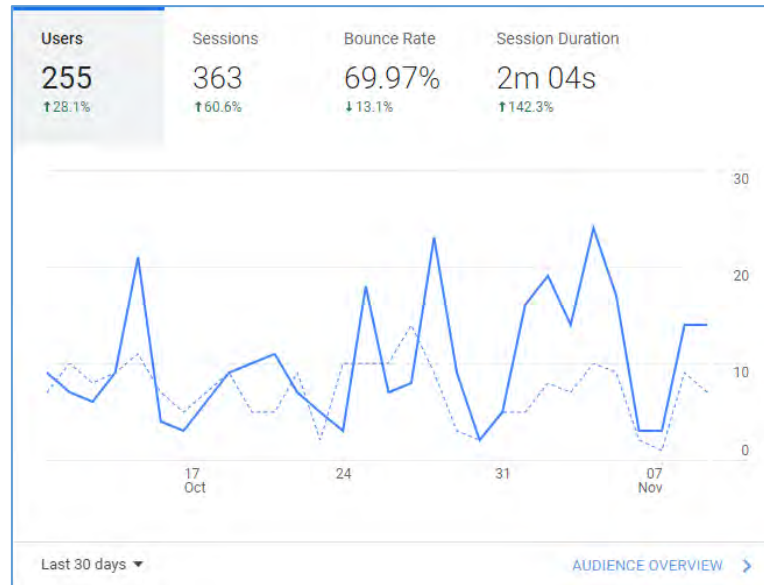 Users Sessions Bounce Rate Session Duration
255 363 69.97% 2m 04s
↑28.1% ↑60.6% ↓13.1% ↑142.3%
30
20
10
0
17 24 31 07
Oct Nov
Last 30 days AUDIENCE OVERVIEW